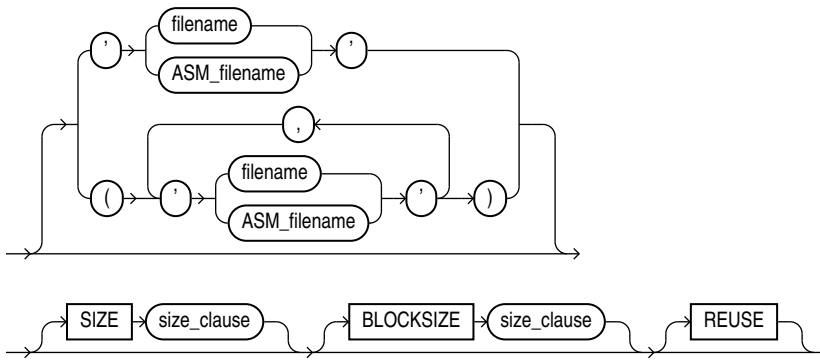 filename
' '
ASM_filename
,
filename
( ' ' )
ASM_filename
SIZE size_clause BLOCKSIZE size_clause REUSE